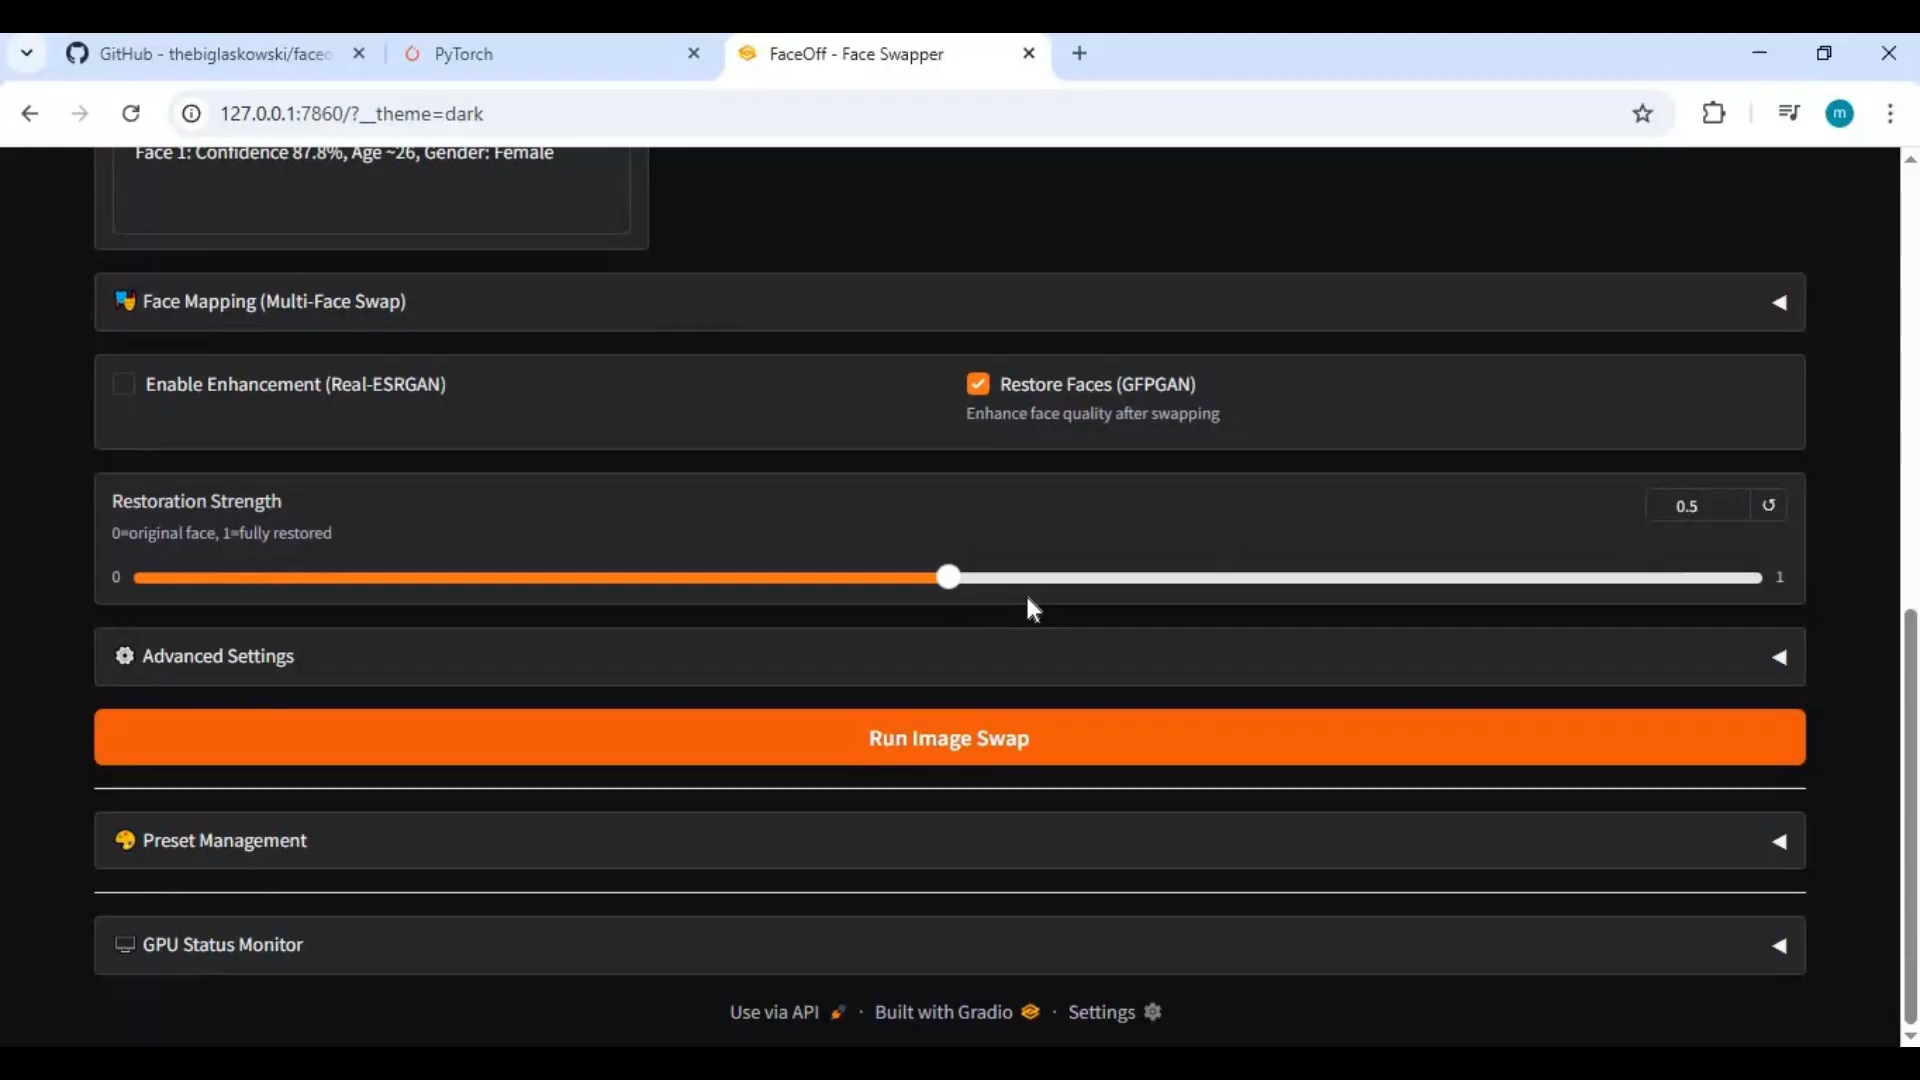 GitHub - thebiglaskowski/faceo
PyTorch
FaceOff - Face Swapper
127.0.0.1:7860/?__theme=dark
m
Face 1: Confidence 87.8%, Age ~26, Gender: Female
Face Mapping (Multi-Face Swap)
Enable Enhancement (Real-ESRGAN)
Restore Faces (GFPGAN)
Enhance face quality after swapping
Restoration Strength
0.5
0=original face, 1=fully restored
0
1
Advanced Settings
Run Image Swap
Preset Management
GPU Status Monitor
Use via API · Built with Gradio · Settings